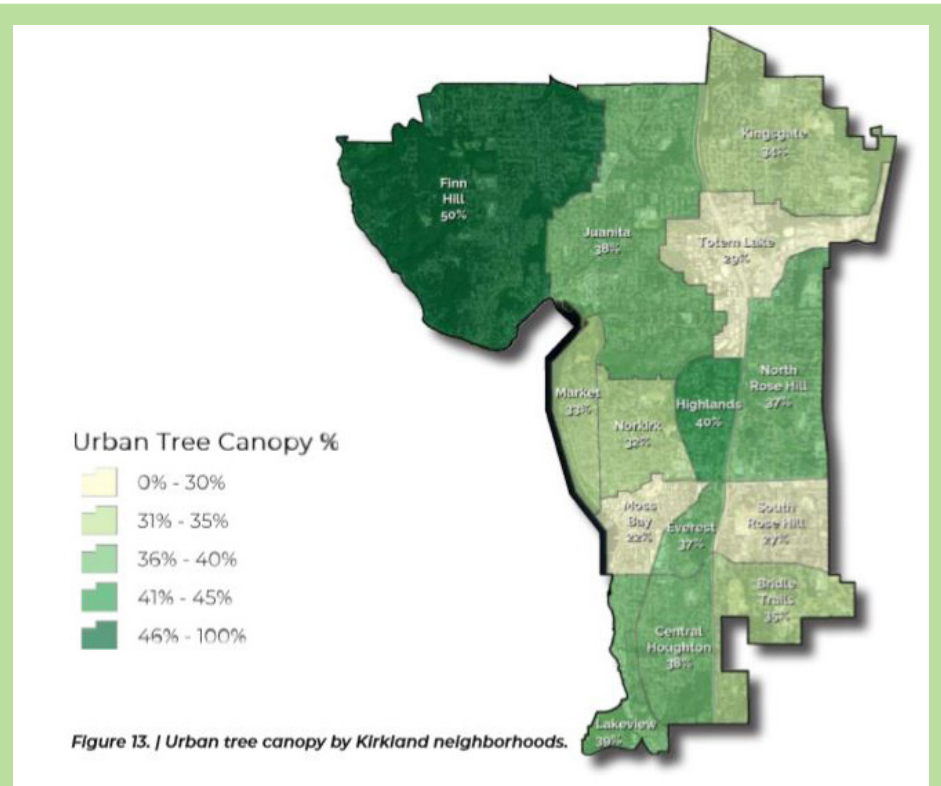 Kingsgate
34%
Finn
Hill
50%
Juanita
38%
Totem Lake
29%
North
Rose Hill
37%
Market
33%
Highlands
40%
Norkirk
32%
Urban Tree Canopy %
0% - 30%
31% - 35%
36% - 40%
41% - 45%
46% - 100%
Moss
Bay
22%
Everest
37%
South
Rose Hill
27%
Bridle
Trails
35%
Central
Houghton
38%
Lakeview
39%
Figure 13. | Urban tree canopy by Kirkland neighborhoods.